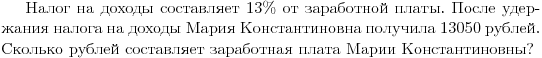 Налог на доходы составляет 13% от заработной платы. После удер-
жания налога на доходы Мария Константиновна получила 13050 рублей.
Сколько рублей составляет заработная плата Марии Константиновны?